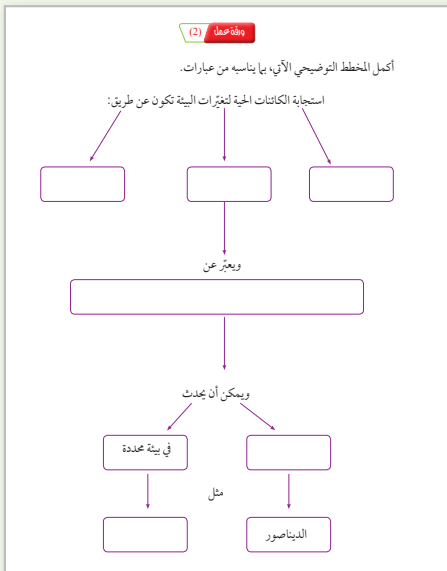 ورقة عمل (2)
أكمل المخطط التوضيحي الآتي، بما يناسبه من عبارات.
استجابة الكائنات الحية لتغيّرات البيئة تكون عن طريق:
ويعبّر عن
ويمكن أن يحدث
في بيئة محددة
مثل
الديناصور